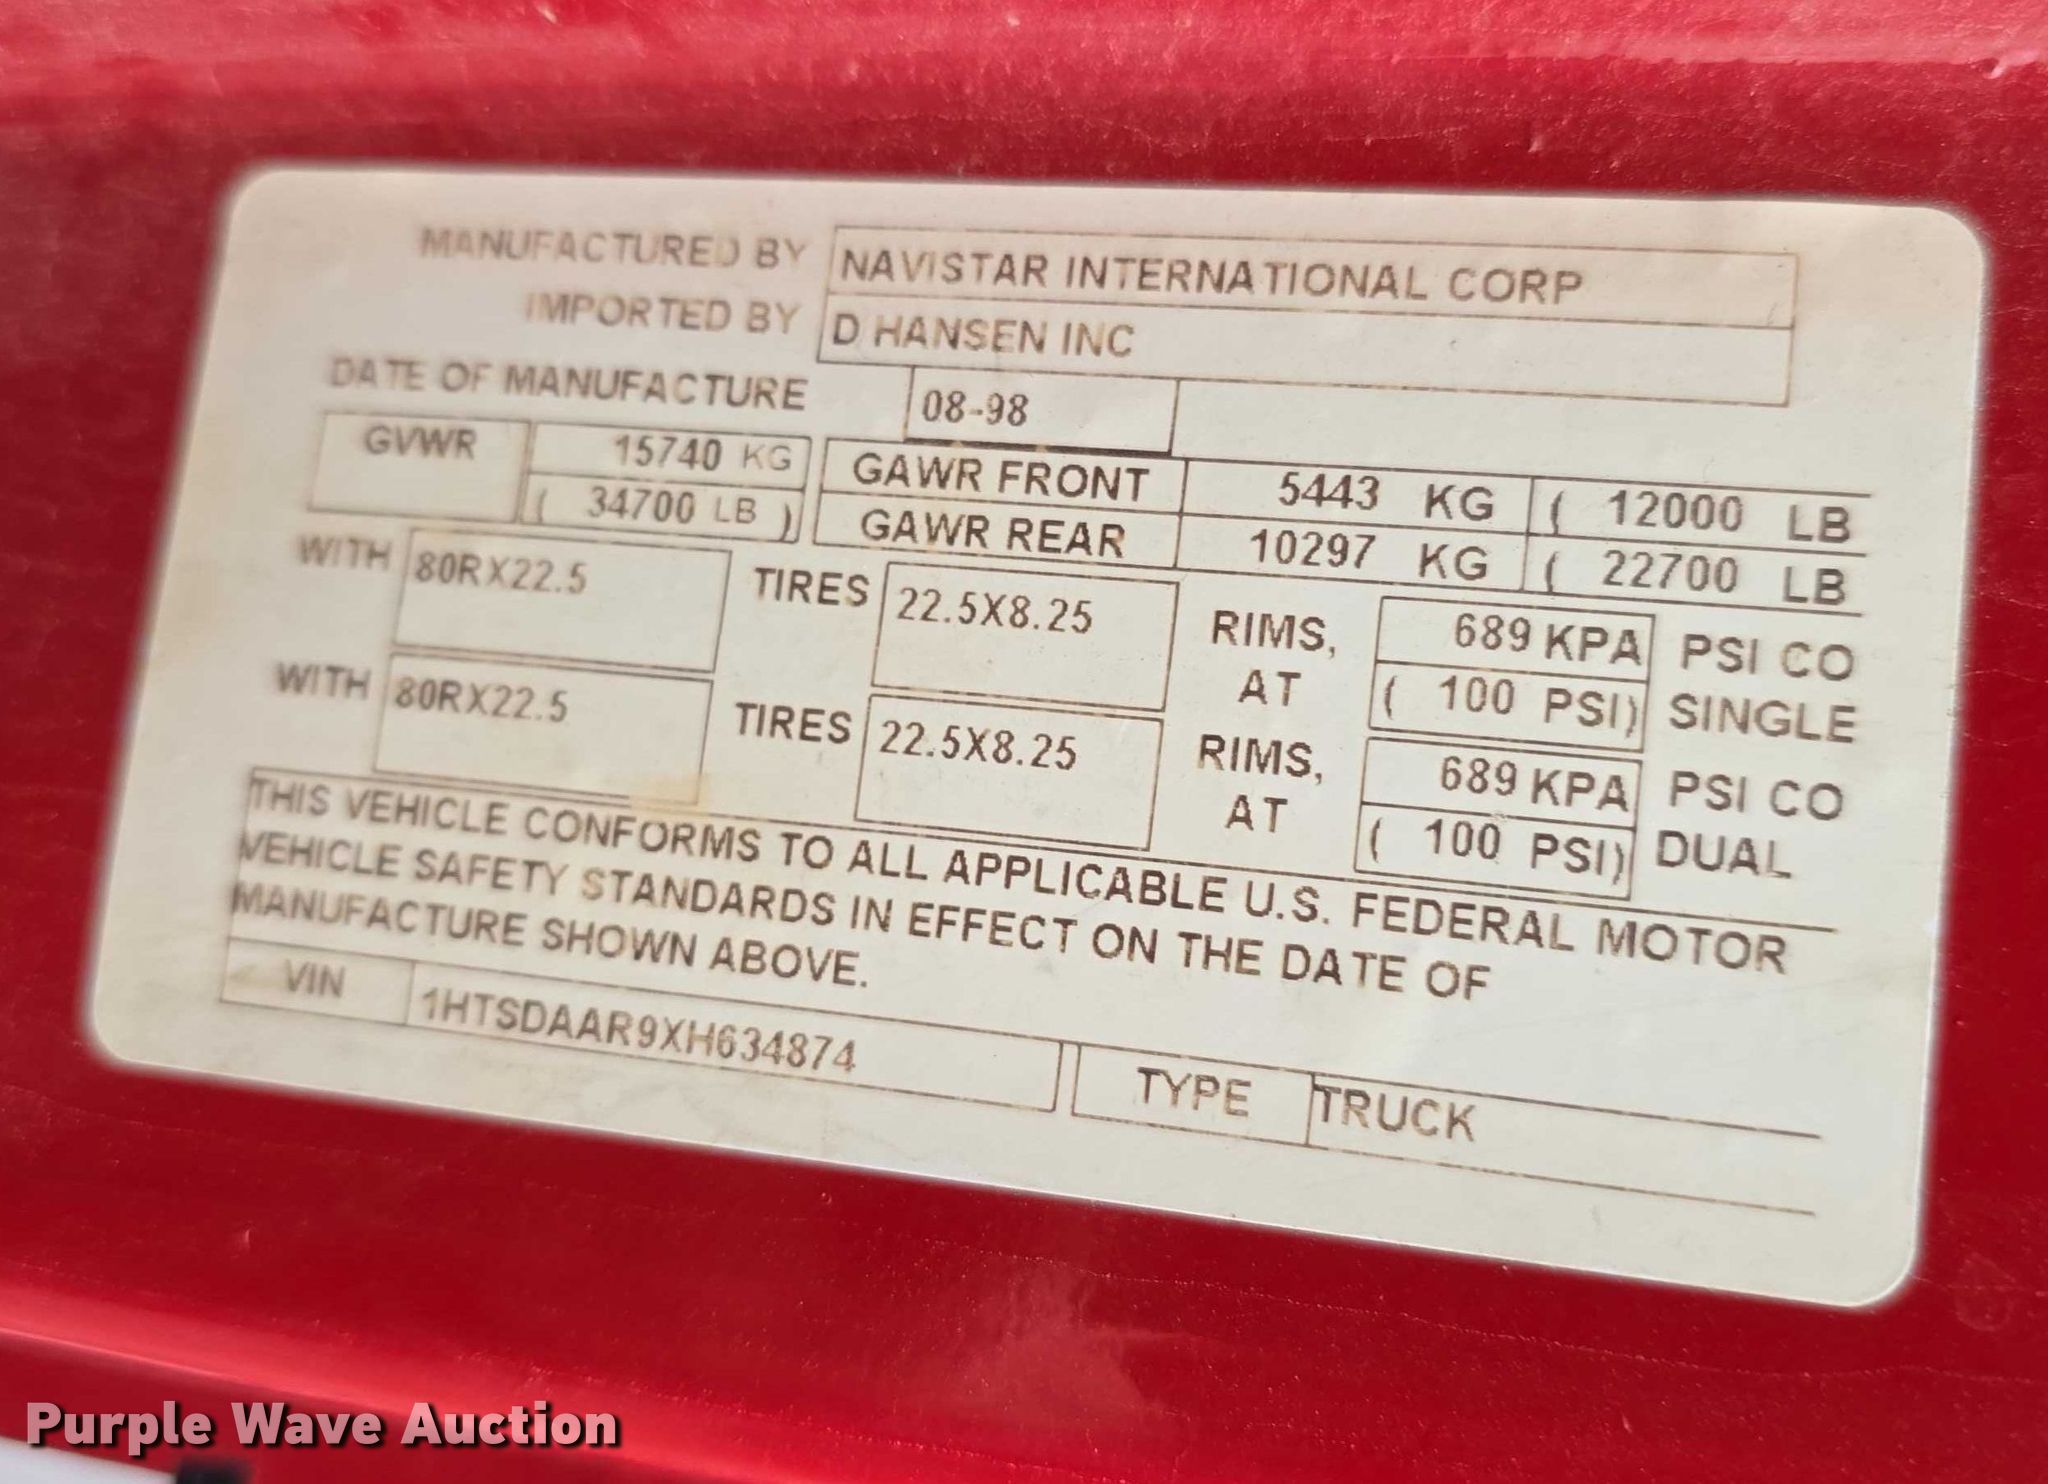 MANUFACTURED BY NAVISTAR INTERNATIONAL CORP
IMPORTED BY D HANSEN INC
DATE OF MANUFACTURE 08-98
GVWR 15740 KG GAWR FRONT 5443 KG ( 12000 LB
( 34700 LB ) GAWR REAR 10297 KG ( 22700 LB
WITH 80RX22.5 TIRES 22.5X8.25 RIMS, 689 KPA PSI CO
AT ( 100 PSI) SINGLE
WITH 80RX22.5 TIRES 22.5X8.25 RIMS, 689 KPA PSI CO
AT ( 100 PSI) DUAL
THIS VEHICLE CONFORMS TO ALL APPLICABLE U.S. FEDERAL MOTOR
VEHICLE SAFETY STANDARDS IN EFFECT ON THE DATE OF
MANUFACTURE SHOWN ABOVE.
VIN 1HTSDAAR9XH634874 TYPE TRUCK
Purple Wave Auction